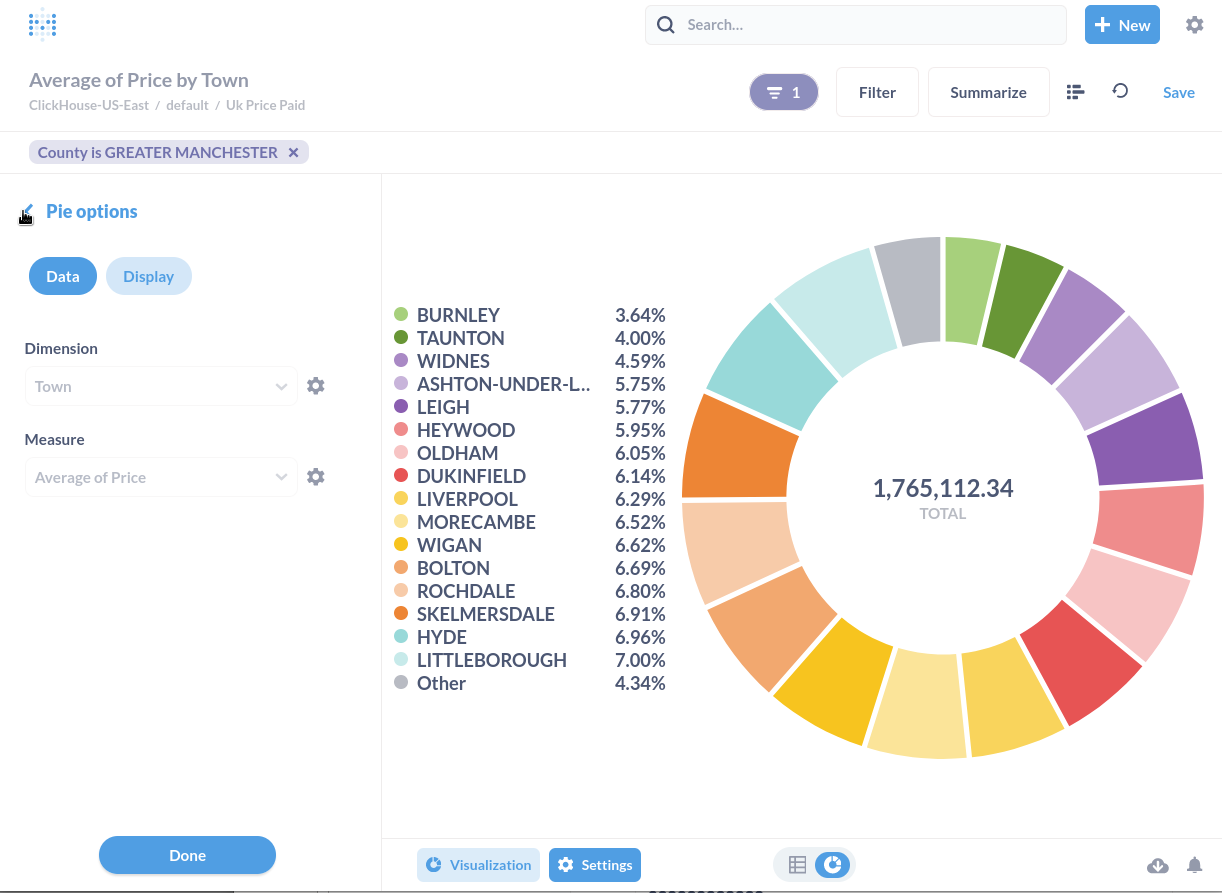 Search...
New
Average of Price by Town
ClickHouse-US-East / default / Uk Price Paid
1
Filter
Summarize
Save
County is GREATER MANCHESTER
Pie options
Data
Display
Dimension
Town
Measure
Average of Price
BURNLEY 3.64%
TAUNTON 4.00%
WIDNES 4.59%
ASHTON-UNDER-L... 5.75%
LEIGH 5.77%
HEYWOOD 5.95%
OLDHAM 6.05%
DUKINFIELD 6.14%
LIVERPOOL 6.29%
MORECAMBE 6.52%
WIGAN 6.62%
BOLTON 6.69%
ROCHDALE 6.80%
SKELMERSDALE 6.91%
HYDE 6.96%
LITTLEBOROUGH 7.00%
Other 4.34%
1,765,112.34
TOTAL
Done
Visualization
Settings